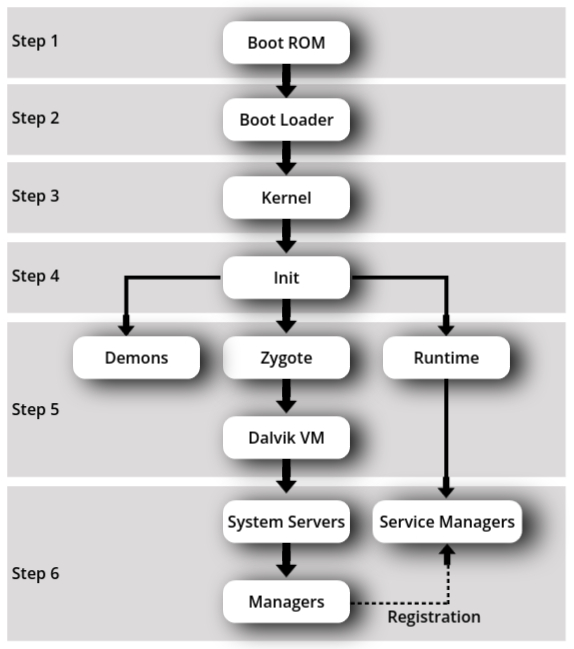 Step 1
Boot ROM
Step 2
Boot Loader
Step 3
Kernel
Step 4
Init
Step 5
Demons
Zygote
Runtime
Dalvik VM
Step 6
System Servers
Service Managers
Managers
Registration